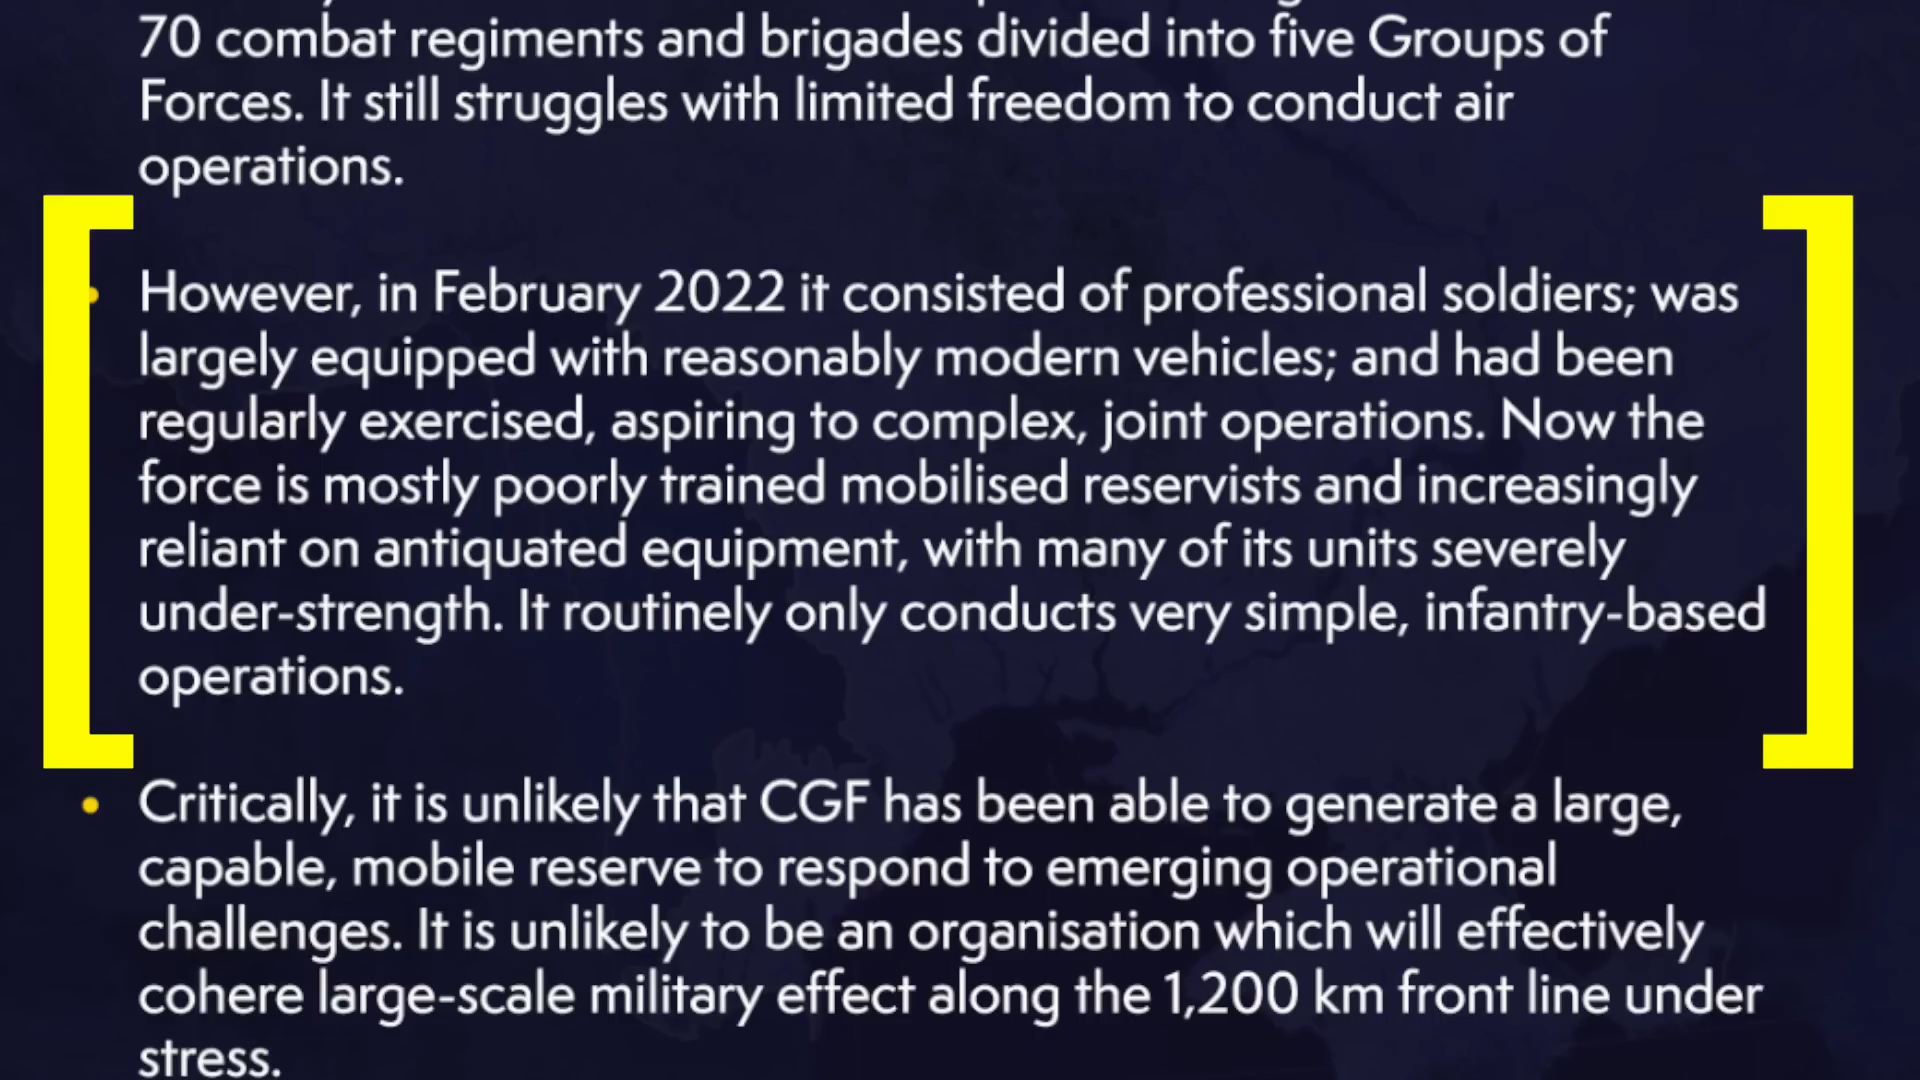 70 combat regiments and brigades divided into five Groups of
Forces. It still struggles with limited freedom to conduct air
operations.
However, in February 2022 it consisted of professional soldiers; was
largely equipped with reasonably modern vehicles; and had been
regularly exercised, aspiring to complex, joint operations. Now the
force is mostly poorly trained mobilised reservists and increasingly
reliant on antiquated equipment, with many of its units severely
under-strength. It routinely only conducts very simple, infantry-based
operations.
Critically, it is unlikely that CGF has been able to generate a large,
capable, mobile reserve to respond to emerging operational
challenges. It is unlikely to be an organisation which will effectively
cohere large-scale military effect along the 1,200 km front line under
stress.